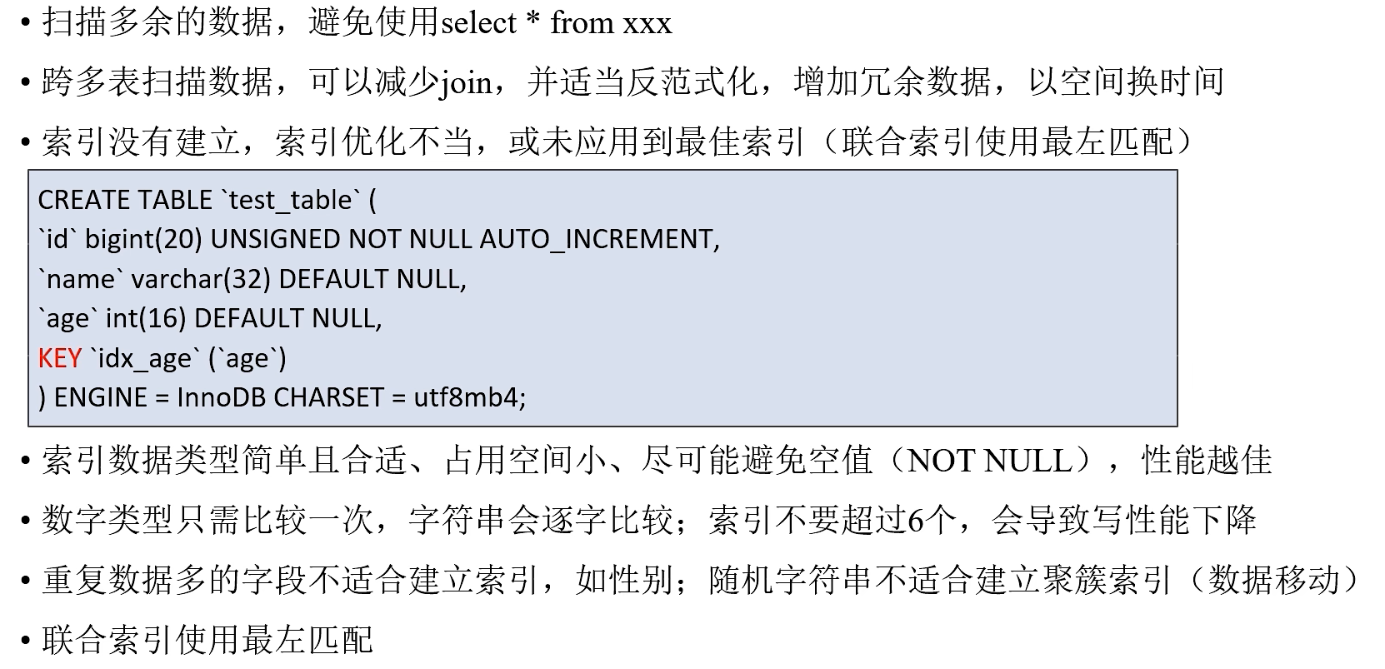 • 扫描多余的数据，避免使用select * from xxx
• 跨多表扫描数据，可以减少join，并适当反范式化，增加冗余数据，以空间换时间
• 索引没有建立，索引优化不当，或未应用到最佳索引（联合索引使用最左匹配）
CREATE TABLE `test_table` (
`id` bigint(20) UNSIGNED NOT NULL AUTO_INCREMENT,
`name` varchar(32) DEFAULT NULL,
`age` int(16) DEFAULT NULL,
KEY `idx_age` (`age`)
) ENGINE = InnoDB CHARSET = utf8mb4;
• 索引数据类型简单且合适、占用空间小、尽可能避免空值（NOT NULL），性能越佳
• 数字类型只需比较一次，字符串会逐字比较；索引不要超过6个，会导致写性能下降
• 重复数据多的字段不适合建立索引，如性别；随机字符串不适合建立聚簇索引（数据移动）
• 联合索引使用最左匹配